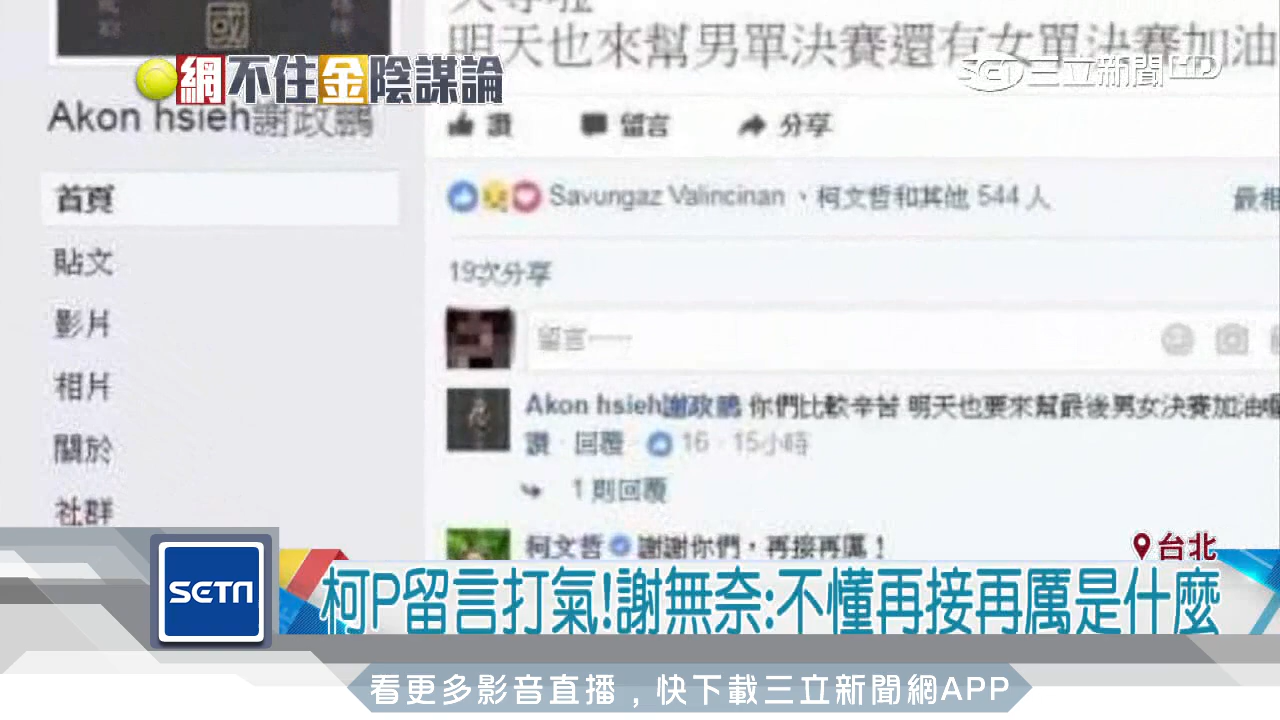 國
天尋啦
明天也來幫男單決賽還有女單決賽加油
SET三立新聞HD
網不住金陰謀論
Akon hsieh謝政鵬
讚 留言 分享
首頁
Savungaz Valincinan、柯文哲和其他 544 人
最相
貼文
19次分享
影片
留言……
相片
Akon hsieh謝政鵬 你們比較辛苦 明天也要來幫最後男女決賽加油喔
讚·回覆· 16·15小時
關於
1 則回覆
社群
柯文哲 謝謝你們，再接再厲！
台北
SETN
柯P留言打氣!謝無奈:不懂再接再厲是什麼
看更多影音直播，快下載三立新聞網APP